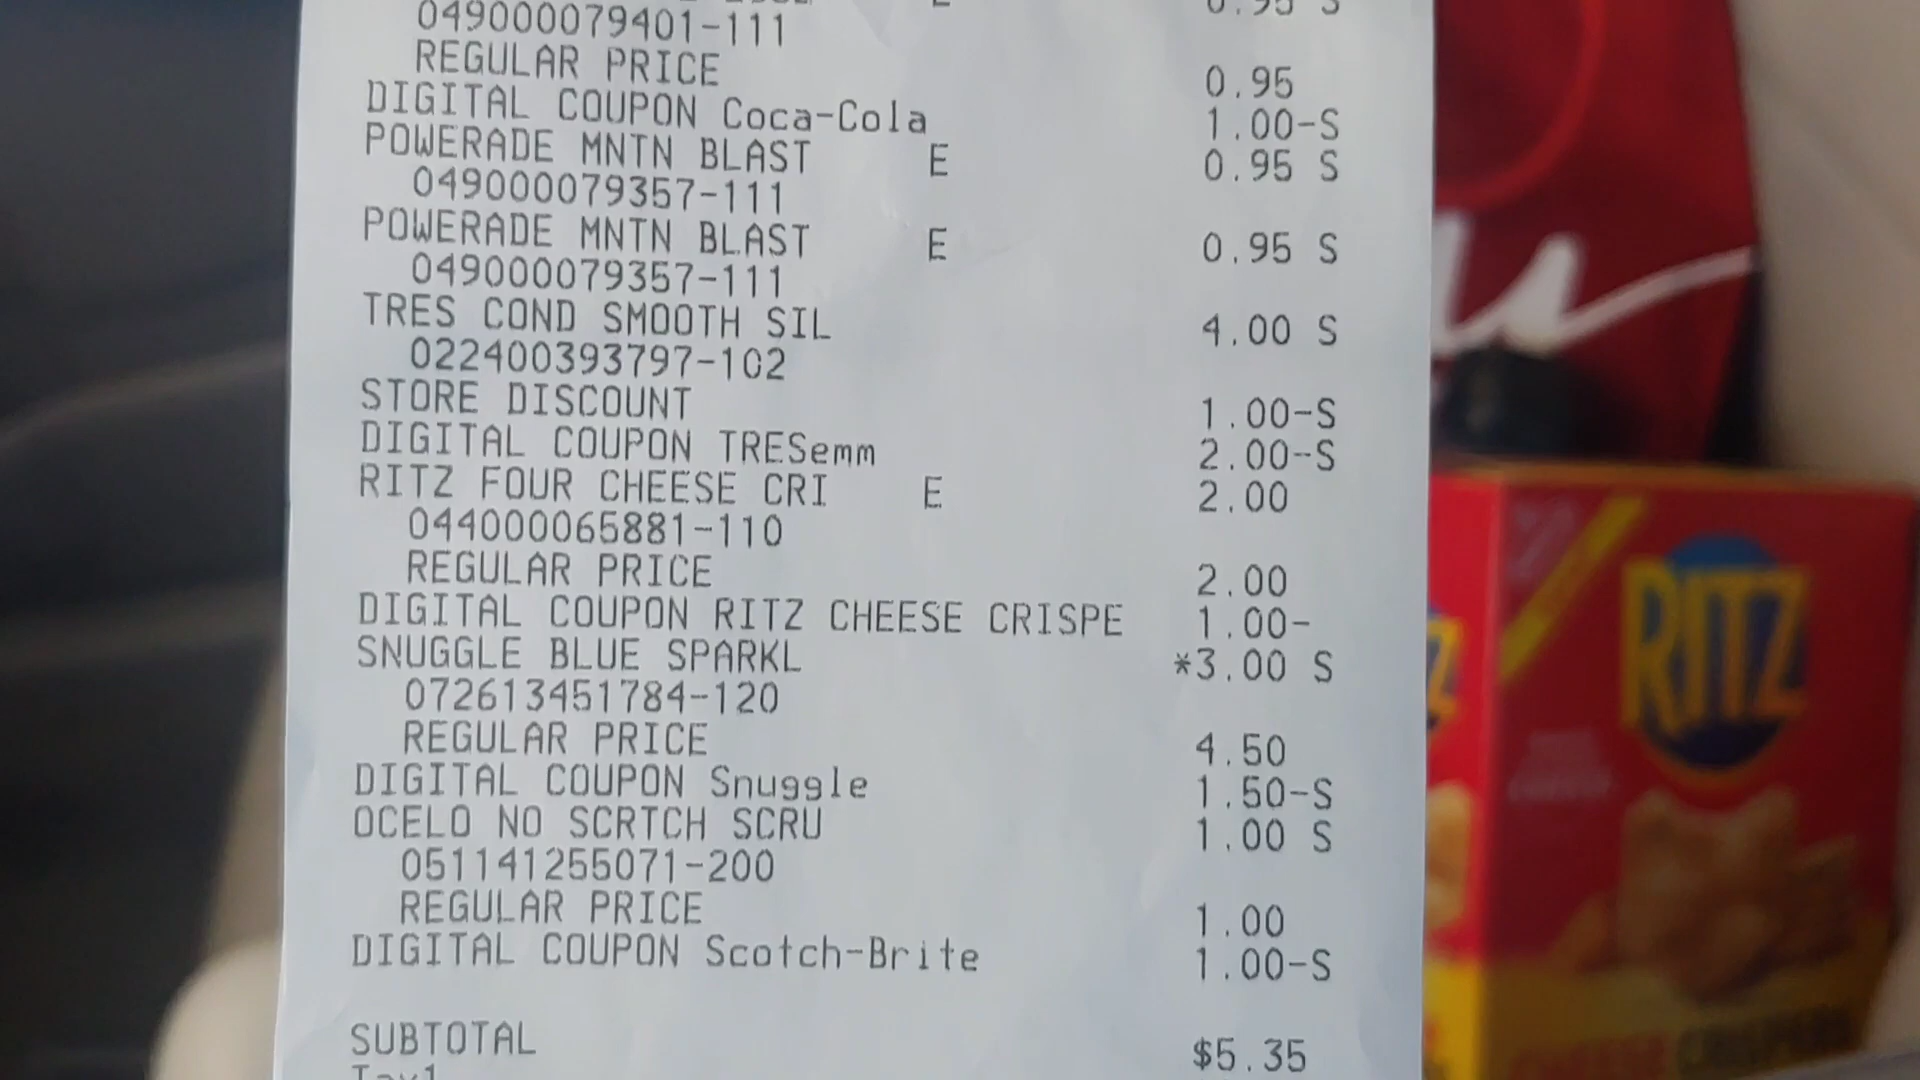 E 0.95 S
049000079401-111
REGULAR PRICE 0.95
DIGITAL COUPON Coca-Cola 1.00-S
POWERADE MNTN BLAST E 0.95 S
049000079357-111
POWERADE MNTN BLAST E 0.95 S
049000079357-111
TRES COND SMOOTH SIL 4.00 S
022400393797-102
STORE DISCOUNT 1.00-S
DIGITAL COUPON TRESemm 2.00-S
RITZ FOUR CHEESE CRI E 2.00
044000065881-110
REGULAR PRICE 2.00
DIGITAL COUPON RITZ CHEESE CRISPE 1.00-
SNUGGLE BLUE SPARKL *3.00 S
072613451784-120
REGULAR PRICE 4.50
DIGITAL COUPON Snuggle 1.50-S
OCELO NO SCRTCH SCRU 1.00 S
051141255071-200
REGULAR PRICE 1.00
DIGITAL COUPON Scotch-Brite 1.00-S
SUBTOTAL $5.35
Tax1
RITZ